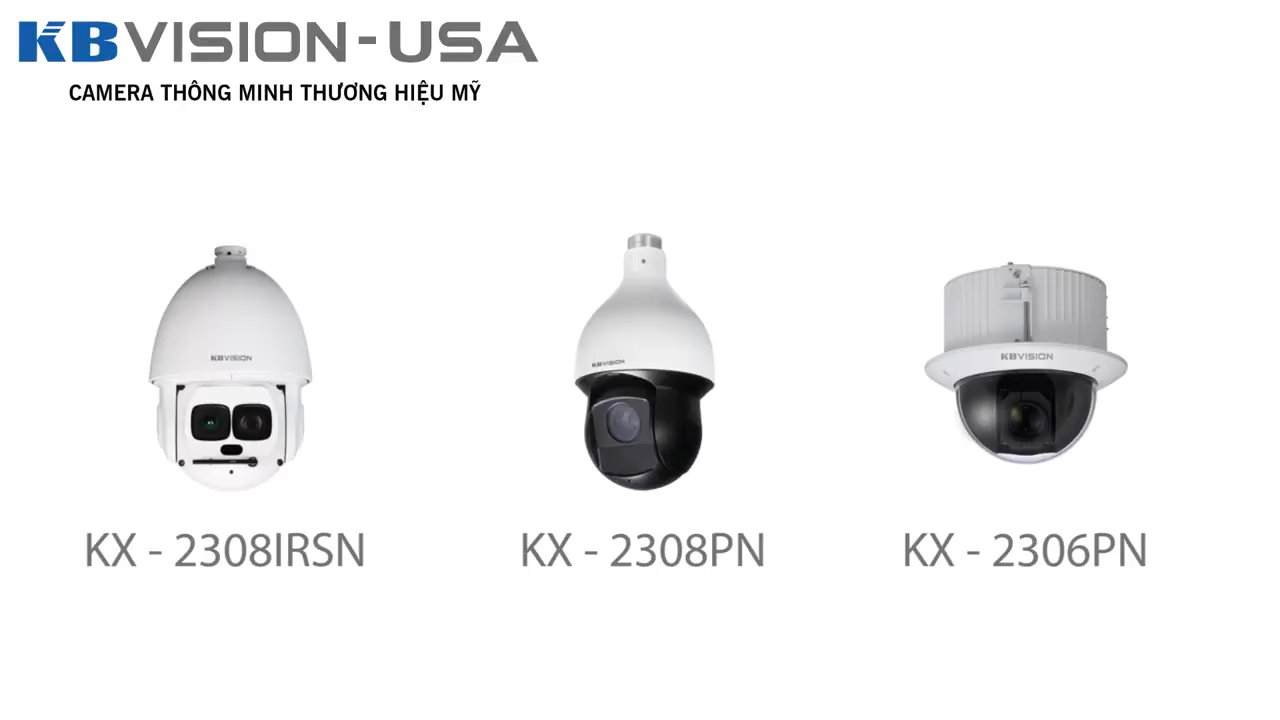 KBVISION-USA
CAMERA THÔNG MINH THƯƠNG HIỆU MỸ
KBVISION
KBVISION
KBVISION
KX - 2308IRSN
KX - 2308PN
KX - 2306PN